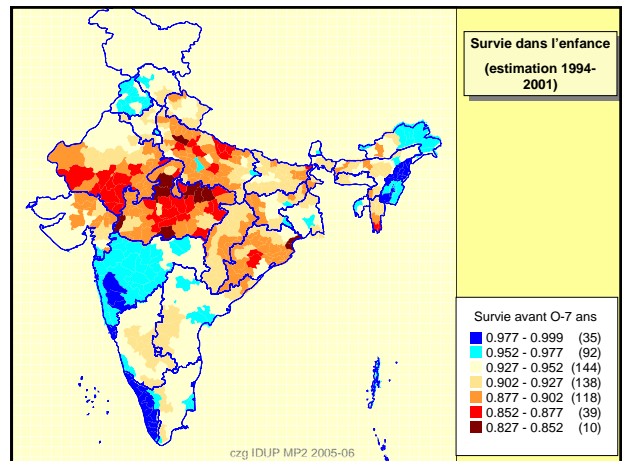 Survie dans l'enfance
(estimation 1994-
2001)
Survie avant O-7 ans
0.977 - 0.999 (35)
0.952 - 0.977 (92)
0.927 - 0.952 (144)
0.902 - 0.927 (138)
0.877 - 0.902 (118)
0.852 - 0.877 (39)
0.827 - 0.852 (10)
czg IDUP MP2 2005-06